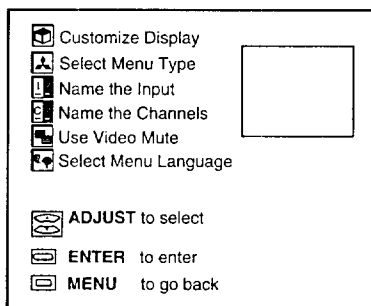 Customize Display
Select Menu Type
Name the Input
Name the Channels
Use Video Mute
Select Menu Language
ADJUST to select
ENTER to enter
MENU to go back